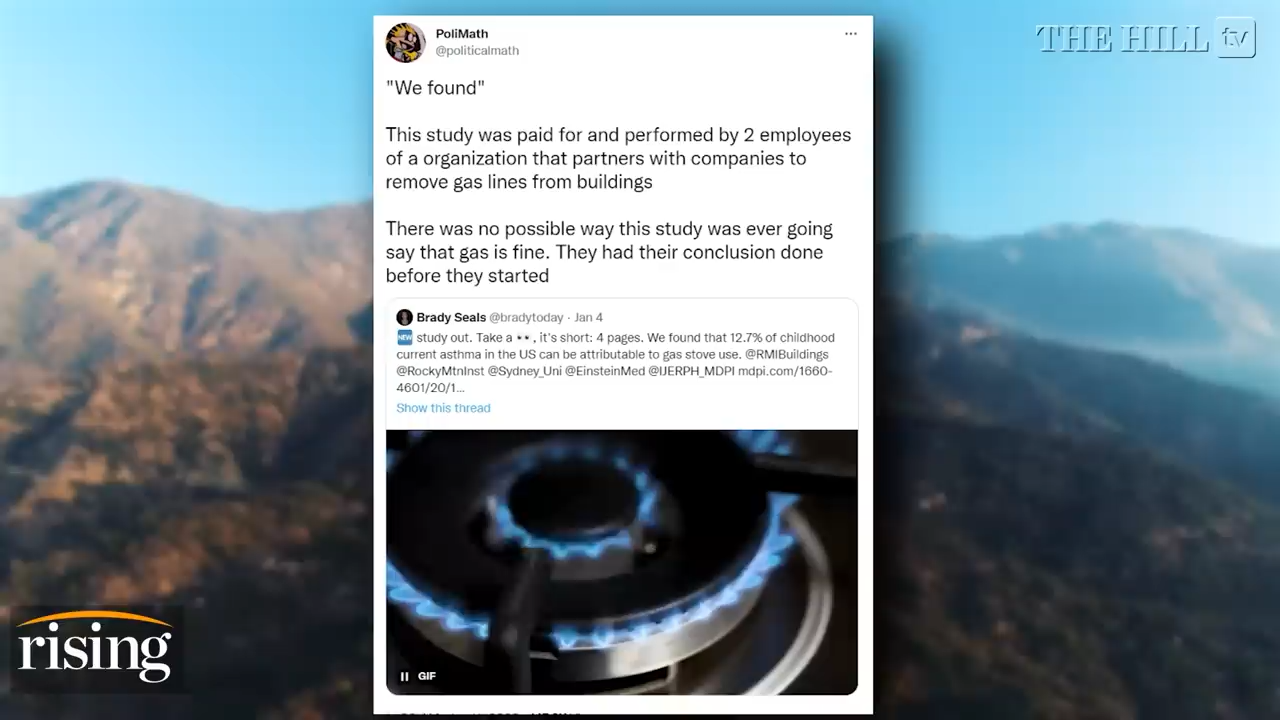 PoliMath
@politicalmath
THE HILL tv
"We found"
This study was paid for and performed by 2 employees
of a organization that partners with companies to
remove gas lines from buildings
There was no possible way this study was ever going
say that gas is fine. They had their conclusion done
before they started
Brady Seals @bradytoday · Jan 4
NEW study out. Take a 👀, it's short: 4 pages. We found that 12.7% of childhood
current asthma in the US can be attributable to gas stove use. @RMIBuildings
@RockyMtnInst @Sydney_Uni @EinsteinMed @IJERPH_MDPI mdpi.com/1660-
4601/20/1...
Show this thread
GIF
rising